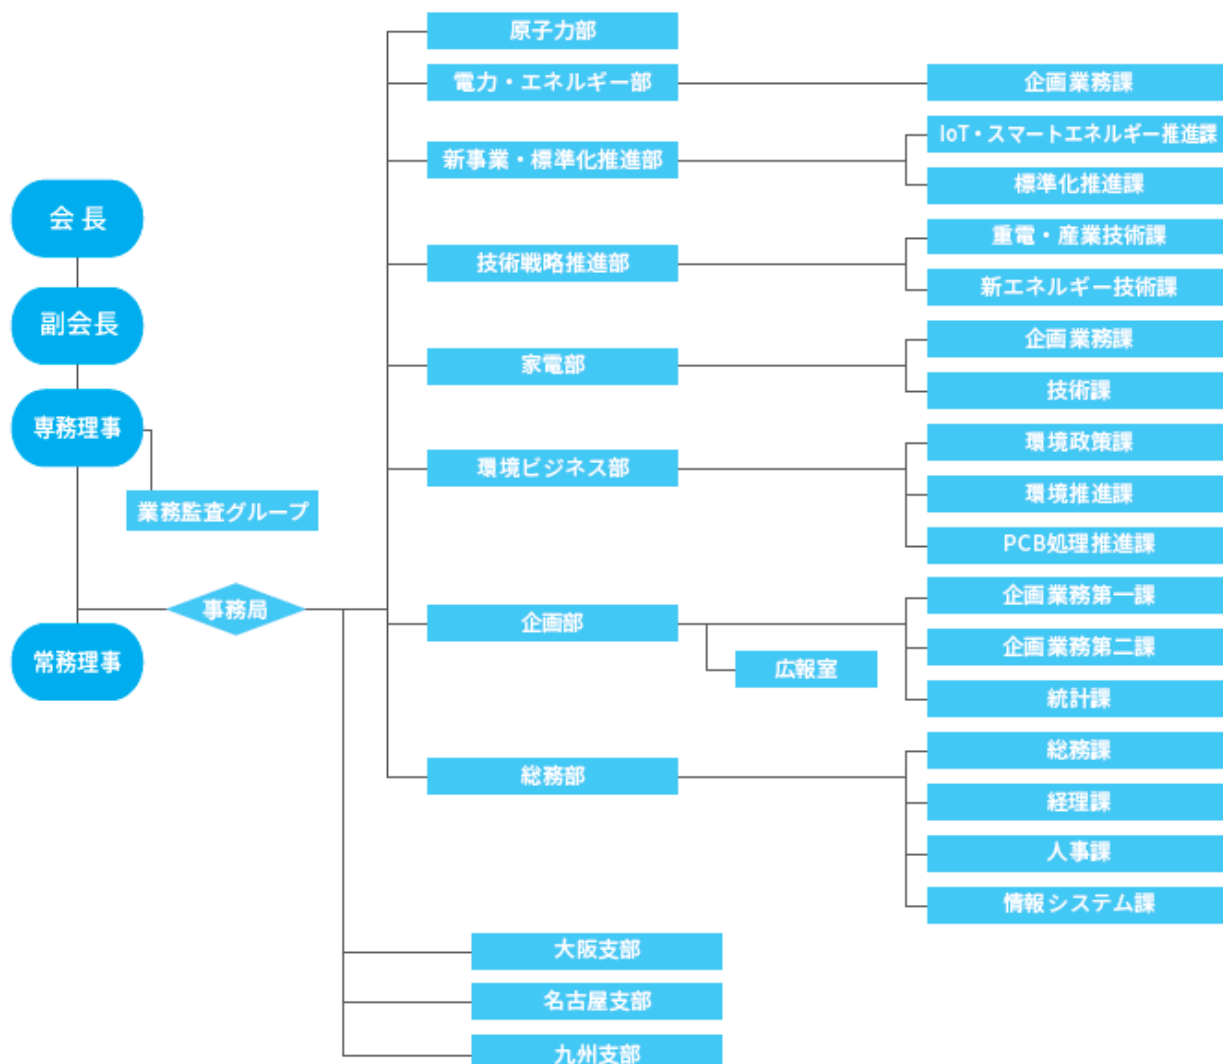 会 長
副会長
専務理事
業務監査グループ
事務局
常務理事
原子力部
電力・エネルギー部
企画業務課
新事業・標準化推進部
IoT・スマートエネルギー推進課
標準化推進課
技術戦略推進部
重電・産業技術課
新エネルギー技術課
家電部
企画業務課
技術課
環境ビジネス部
環境政策課
環境推進課
PCB処理推進課
企画部
広報室
企画業務第一課
企画業務第二課
統計課
総務部
総務課
経理課
人事課
情報システム課
大阪支部
名古屋支部
九州支部